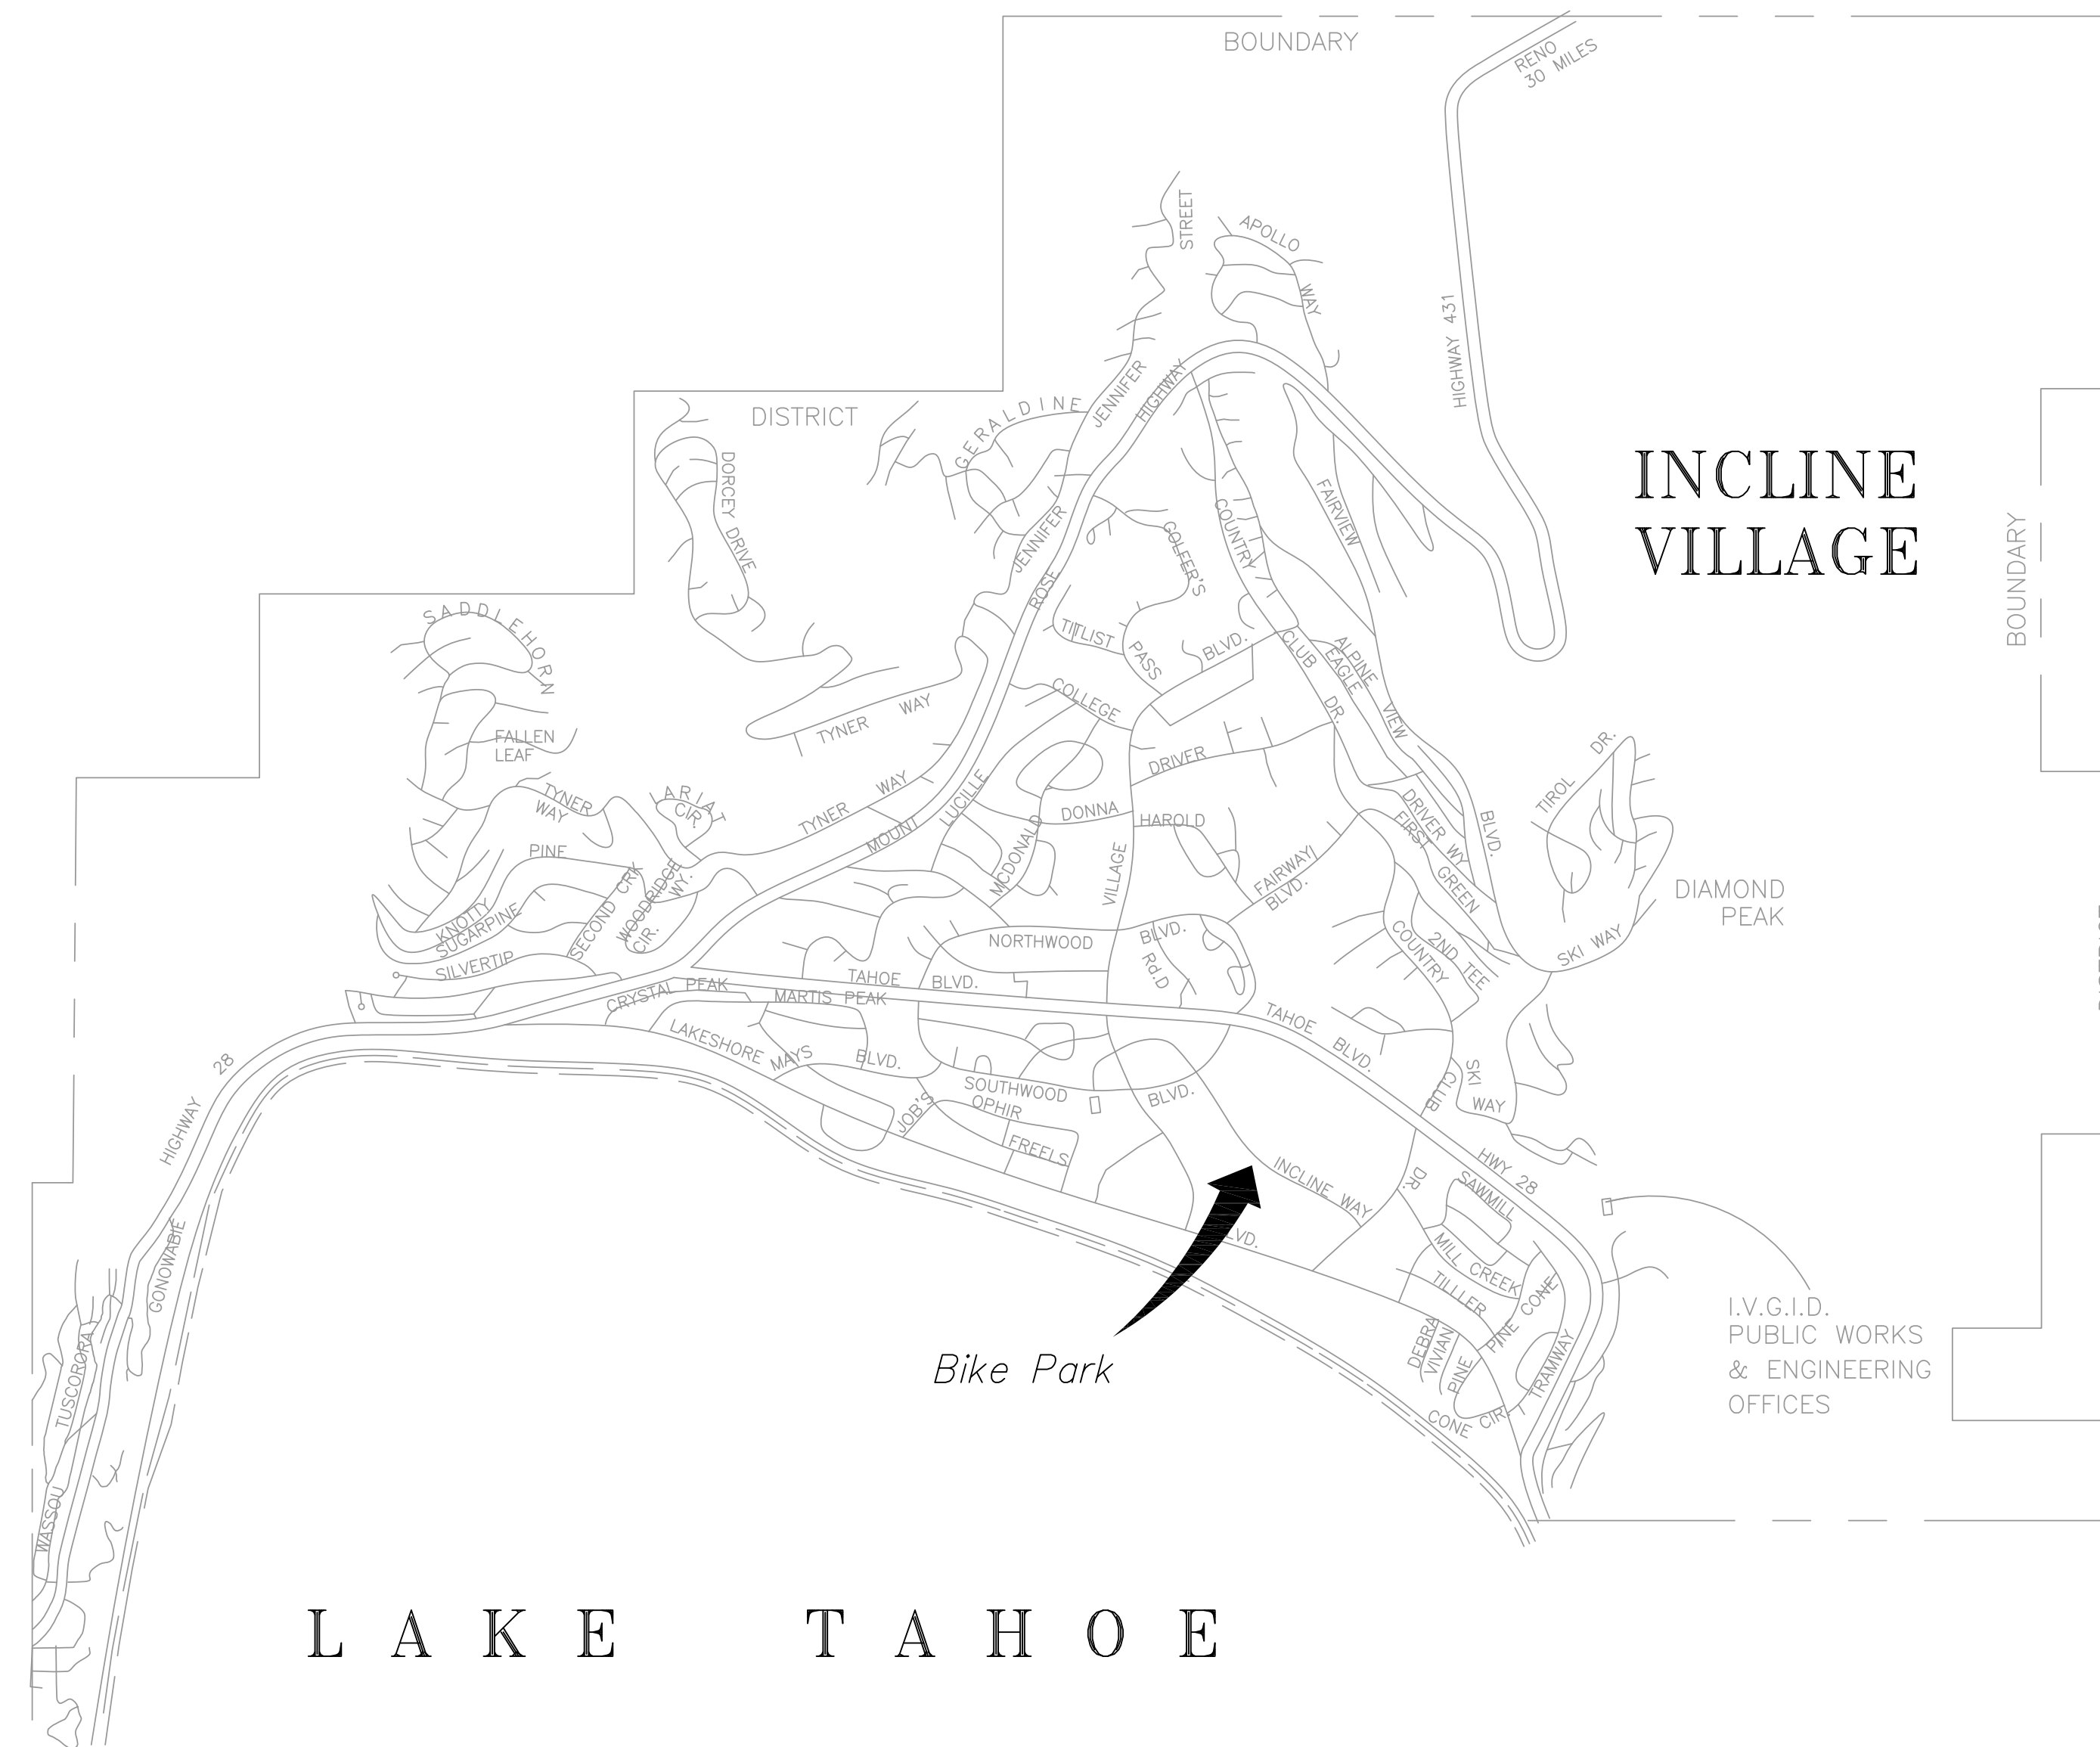 BOUNDARY
RENO
30 MILES
STREET
APOLLO
WAY
HIGHWAY 431
JENNIFER
HIGHWAY
GERALDINE
DISTRICT
DORCEY DRIVE
INCLINE
VILLAGE
BOUNDARY
FAIRVIEW
COUNTRY
GOLFER'S
JENNIFER
ROSE
SADDLEHORN
TITLIST
PASS
BLVD.
CLUB
ALPINE
EAGLE
COLLEGE
DR.
VIEW
TYNER WAY
FALLEN
LEAF
DRIVER
TIROL DR.
TYNER
WAY
LARIAT
CIR.
TYNER WAY
LUCILLE
DONNA
HAROLD
DRIVER WY
FIRST
GREEN
BLVD.
MOUNT
MCDONALD
VILLAGE
FAIRWAY
BLVD.
PINE
KNOTTY
SUGARPINE
SECOND CRK
WOODRIDGE
WY.
CIR.
DIAMOND
PEAK
NORTHWOOD
BLVD.
Rd.D
COUNTRY
2ND TEE
SKI WAY
SILVERTIP
CRYSTAL PEAK
TAHOE BLVD.
MARTIS PEAK
TAHOE
BLVD.
LAKESHORE
MAYS
BLVD.
28
HIGHWAY
SOUTHWOOD
BLVD.
OPHIR
JOB'S
FREELS
CLUB
SKI
WAY
DR.
HWY 28
SAWMILL
INCLINE WAY
LVD.
GONOWABIE
MILL CREEK
TILLER
PINE CONE
DEBRA
VIVIAN
PINE
CONE CIR.
TRAMWAY
I.V.G.I.D.
PUBLIC WORKS
& ENGINEERING
OFFICES
Bike Park
TUSCORORA
WASSOU
LAKE TAHOE